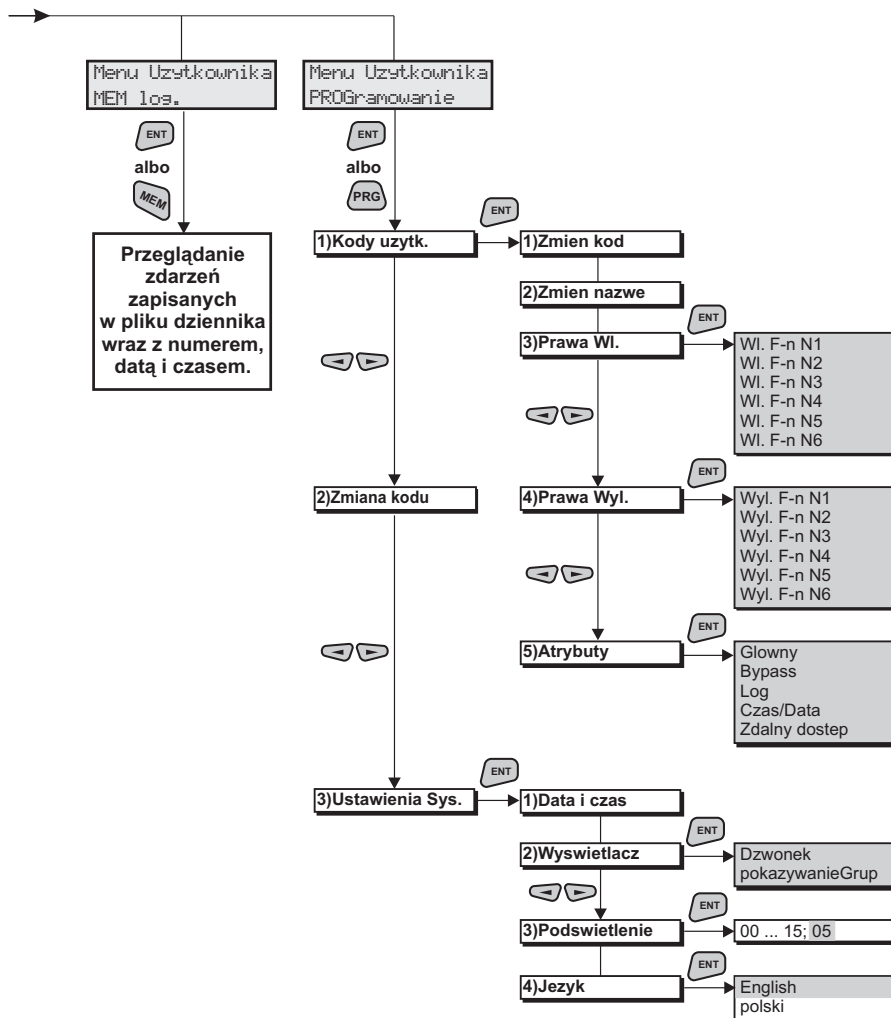 Menu Uzytkownika
MEM log.
Menu Uzytkownika
PROGramowanie
ENT
albo
MEM
ENT
albo
PRG
Przeglądanie
zdarzeń
zapisanych
w pliku dziennika
wraz z numerem,
datą i czasem.
1)Kody uzytk.
ENT
1)Zmien kod
2)Zmien nazwe
3)Prawa Wl.
ENT
Wl. F-n N1
Wl. F-n N2
Wl. F-n N3
Wl. F-n N4
Wl. F-n N5
Wl. F-n N6
4)Prawa Wyl.
ENT
Wyl. F-n N1
Wyl. F-n N2
Wyl. F-n N3
Wyl. F-n N4
Wyl. F-n N5
Wyl. F-n N6
5)Atrybuty
ENT
Glowny
Bypass
Log
Czas/Data
Zdalny dostep
2)Zmiana kodu
3)Ustawienia Sys.
ENT
1)Data i czas
2)Wyswietlacz
ENT
Dzwonek
pokazywanieGrup
3)Podswietlenie
ENT
00 ... 15; 05
4)Jezyk
ENT
English
polski